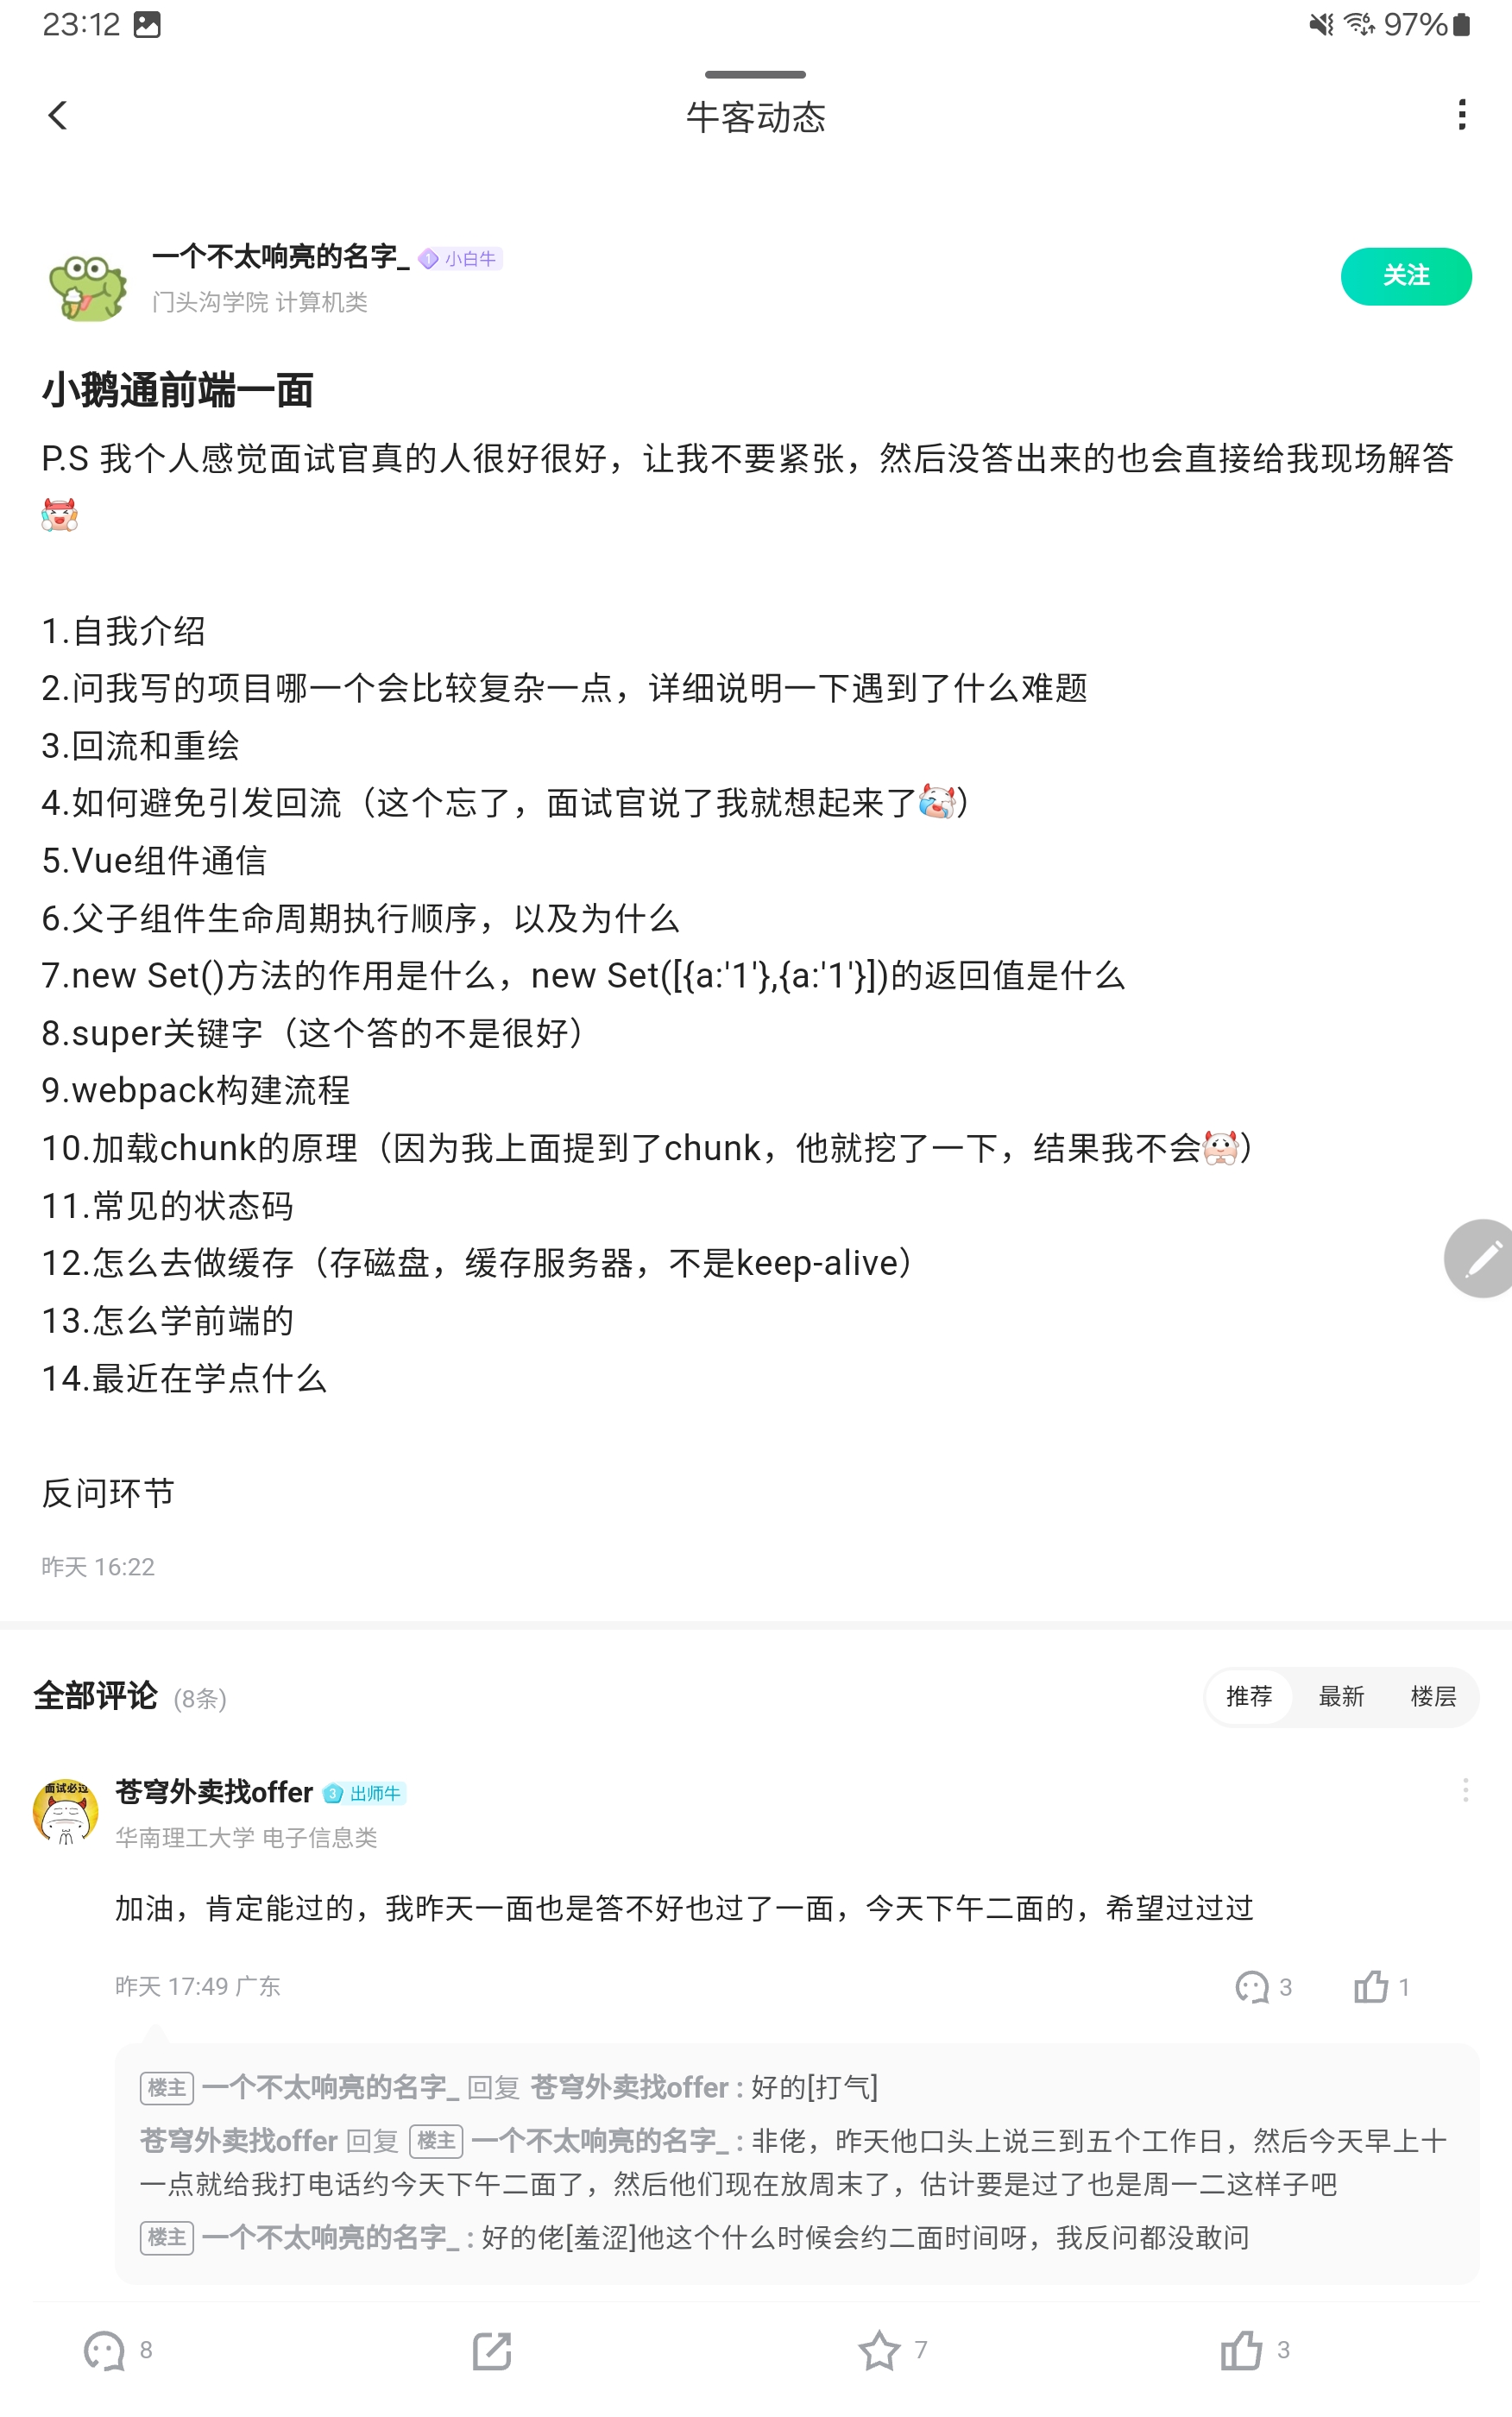 23:12
97%
牛客动态
一个不太响亮的名字_ 1 小白牛
门头沟学院 计算机类
关注
小鹅通前端一面
P.S 我个人感觉面试官真的人很好很好，让我不要紧张，然后没答出来的也会直接给我现场解答
1.自我介绍
2.问我写的项目哪一个会比较复杂一点，详细说明一下遇到了什么难题
3.回流和重绘
4.如何避免引发回流（这个忘了，面试官说了我就想起来了）
5.Vue组件通信
6.父子组件生命周期执行顺序，以及为什么
7.new Set()方法的作用是什么，new Set([{a:'1'},{a:'1'}])的返回值是什么
8.super关键字（这个答的不是很好）
9.webpack构建流程
10.加载chunk的原理（因为我上面提到了chunk，他就挖了一下，结果我不会）
11.常见的状态码
12.怎么去做缓存（存磁盘，缓存服务器，不是keep-alive）
13.怎么学前端的
14.最近在学点什么
反问环节
昨天 16:22
全部评论 (8条)
推荐 最新 楼层
面试必过
苍穹外卖找offer 3 出师牛
华南理工大学 电子信息类
加油，肯定能过的，我昨天一面也是答不好也过了一面，今天下午二面的，希望过过过
昨天 17:49 广东
3 1
楼主 一个不太响亮的名字_ 回复 苍穹外卖找offer : 好的[打气]
苍穹外卖找offer 回复 楼主 一个不太响亮的名字_ : 非佬，昨天他口头上说三到五个工作日，然后今天早上十
一点就给我打电话约今天下午二面了，然后他们现在放周末了，估计要是过了也是周一二这样子吧
楼主 一个不太响亮的名字_ : 好的佬[羞涩]他这个什么时候会约二面时间呀，我反问都没敢问
8 7 3